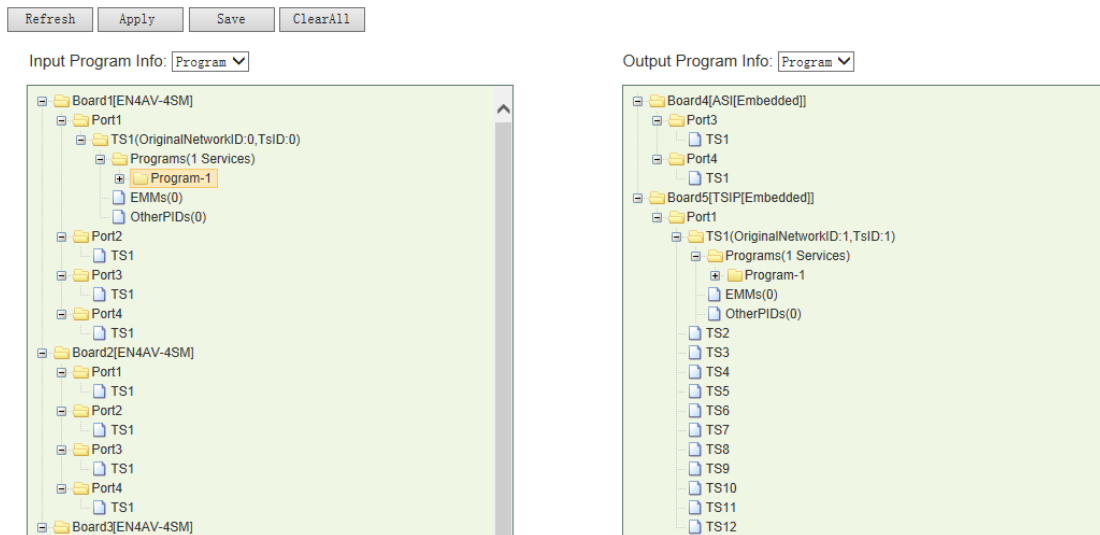 Refresh Apply Save ClearAll
Input Program Info: Program
Board1[EN4AV-4SM]
Port1
TS1(OriginalNetworkID:0,TsID:0)
Programs(1 Services)
Program-1
EMMs(0)
OtherPIDs(0)
Port2
TS1
Port3
TS1
Port4
TS1
Board2[EN4AV-4SM]
Port1
TS1
Port2
TS1
Port3
TS1
Port4
TS1
Board3[EN4AV-4SM]
Output Program Info: Program
Board4[ASI[Embedded]]
Port3
TS1
Port4
TS1
Board5[TSIP[Embedded]]
Port1
TS1(OriginalNetworkID:1,TsID:1)
Programs(1 Services)
Program-1
EMMs(0)
OtherPIDs(0)
TS2
TS3
TS4
TS5
TS6
TS7
TS8
TS9
TS10
TS11
TS12